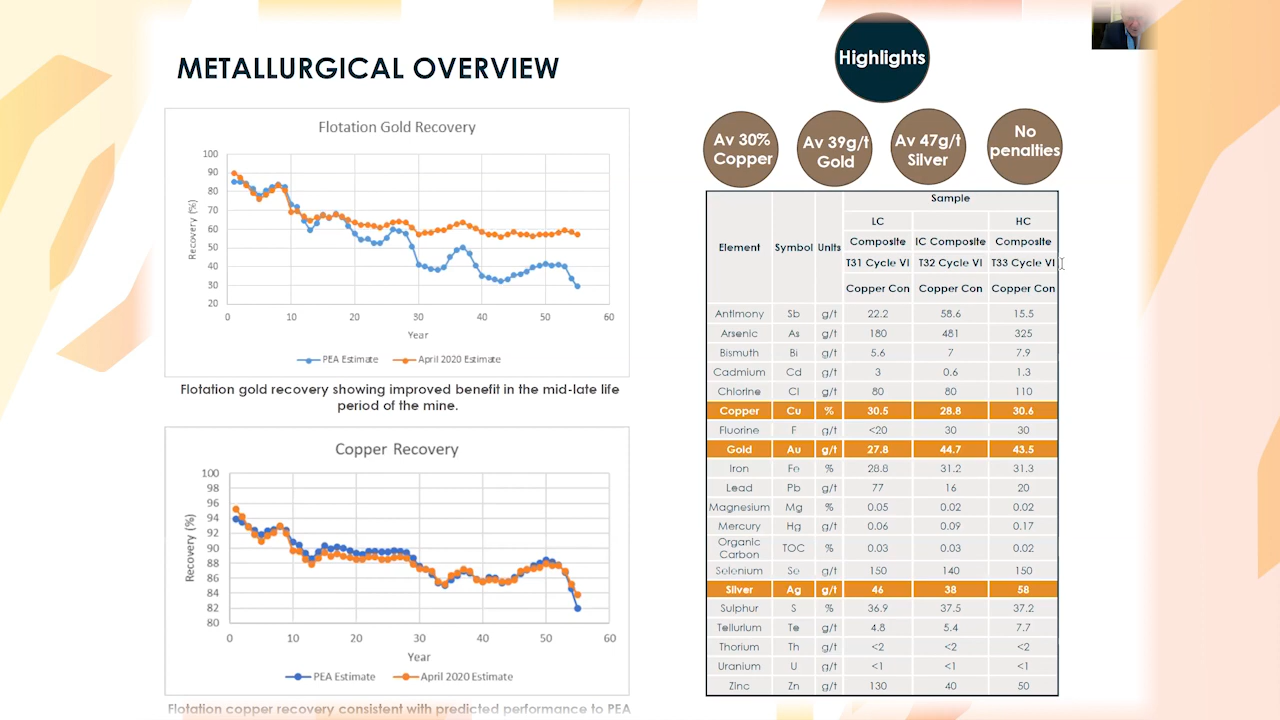 METALLURGICAL OVERVIEW
Flotation Gold Recovery
Recovery (%)
100
90
80
70
60
50
40
30
20
0 10 20 30 40 50 60
Year
PEA Estimate April 2020 Estimate
Flotation gold recovery showing improved benefit in the mid-late life
period of the mine.
Copper Recovery
Recovery (%)
100
98
96
94
92
90
88
86
84
82
80
0 10 20 30 40 50 60
Year
PEA Estimate April 2020 Estimate
Flotation copper recovery consistent with predicted performance to PEA
Highlights
Av 30%
Copper
Av 39g/t
Gold
Av 47g/t
Silver
No
penalties
Element Symbol Units Sample
LC HC
Composite IC Composite Composite
T31 Cycle VI T32 Cycle VI T33 Cycle VI
Copper Con Copper Con Copper Con
Antimony Sb g/t 22.2 58.6 15.5
Arsenic As g/t 180 481 325
Bismuth Bi g/t 5.6 7 7.9
Cadmium Cd g/t 3 0.6 1.3
Chlorine Cl g/t 80 80 110
Copper Cu % 30.5 28.8 30.6
Fluorine F g/t <20 30 30
Gold Au g/t 27.8 44.7 43.5
Iron Fe % 28.8 31.2 31.3
Lead Pb g/t 77 16 20
Magnesium Mg % 0.05 0.02 0.02
Mercury Hg g/t 0.06 0.09 0.17
Organic
Carbon TOC % 0.03 0.03 0.02
Selenium Se g/t 150 140 150
Silver Ag g/t 46 38 58
Sulphur S % 36.9 37.5 37.2
Tellurium Te g/t 4.8 5.4 7.7
Thorium Th g/t <2 <2 <2
Uranium U g/t <1 <1 <1
Zinc Zn g/t 130 40 50